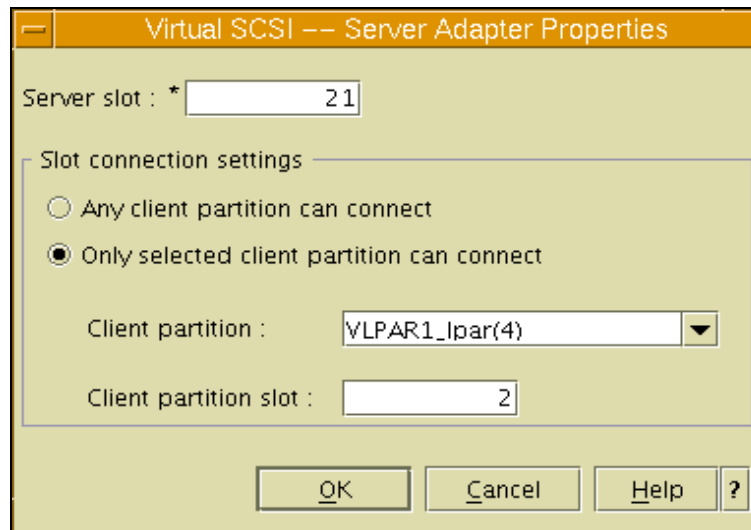 Virtual SCSI -- Server Adapter Properties
Server slot : * 21
Slot connection settings
Any client partition can connect
Only selected client partition can connect
Client partition : VLPAR1_lpar(4)
Client partition slot : 2
OK Cancel Help ?